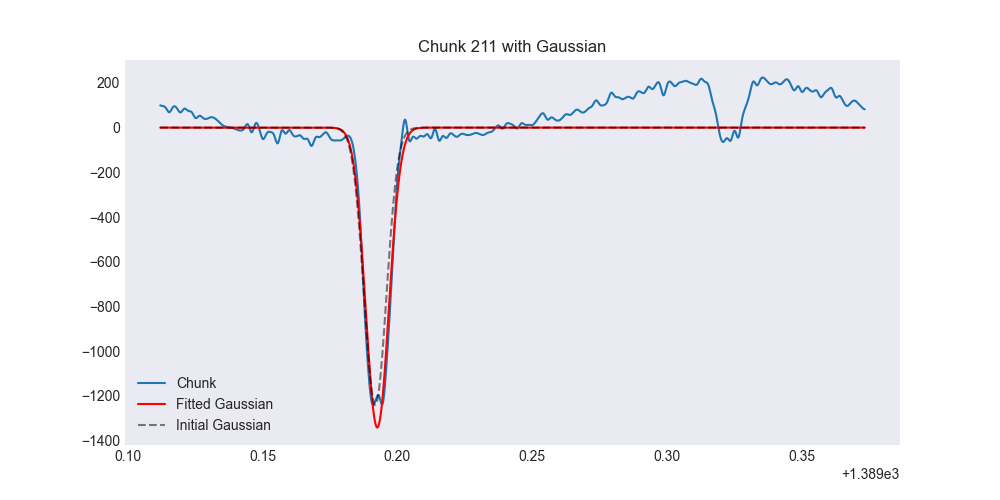 Chunk 211 with Gaussian
200
0
−200
−400
−600
−800
−1000
−1200
−1400
Chunk
Fitted Gaussian
Initial Gaussian
0.10 0.15 0.20 0.25 0.30 0.35
+1.389e3